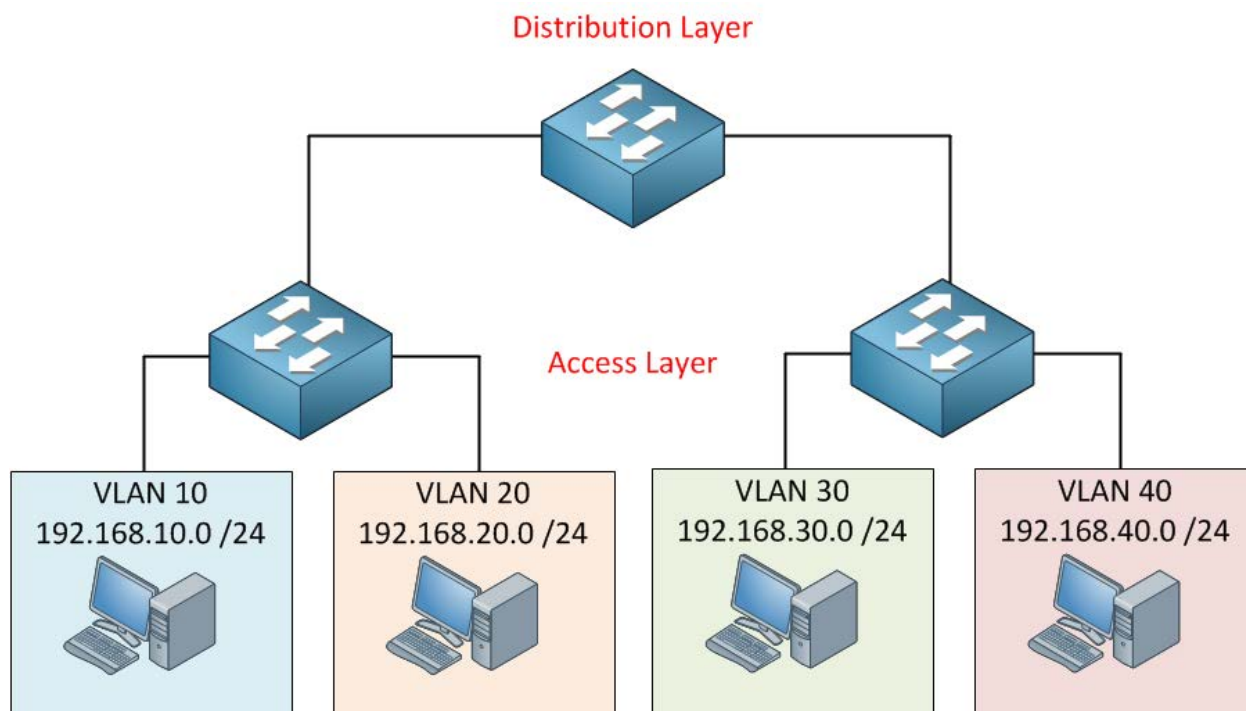 Distribution Layer
Access Layer
VLAN 10
192.168.10.0 /24
VLAN 20
192.168.20.0 /24
VLAN 30
192.168.30.0 /24
VLAN 40
192.168.40.0 /24